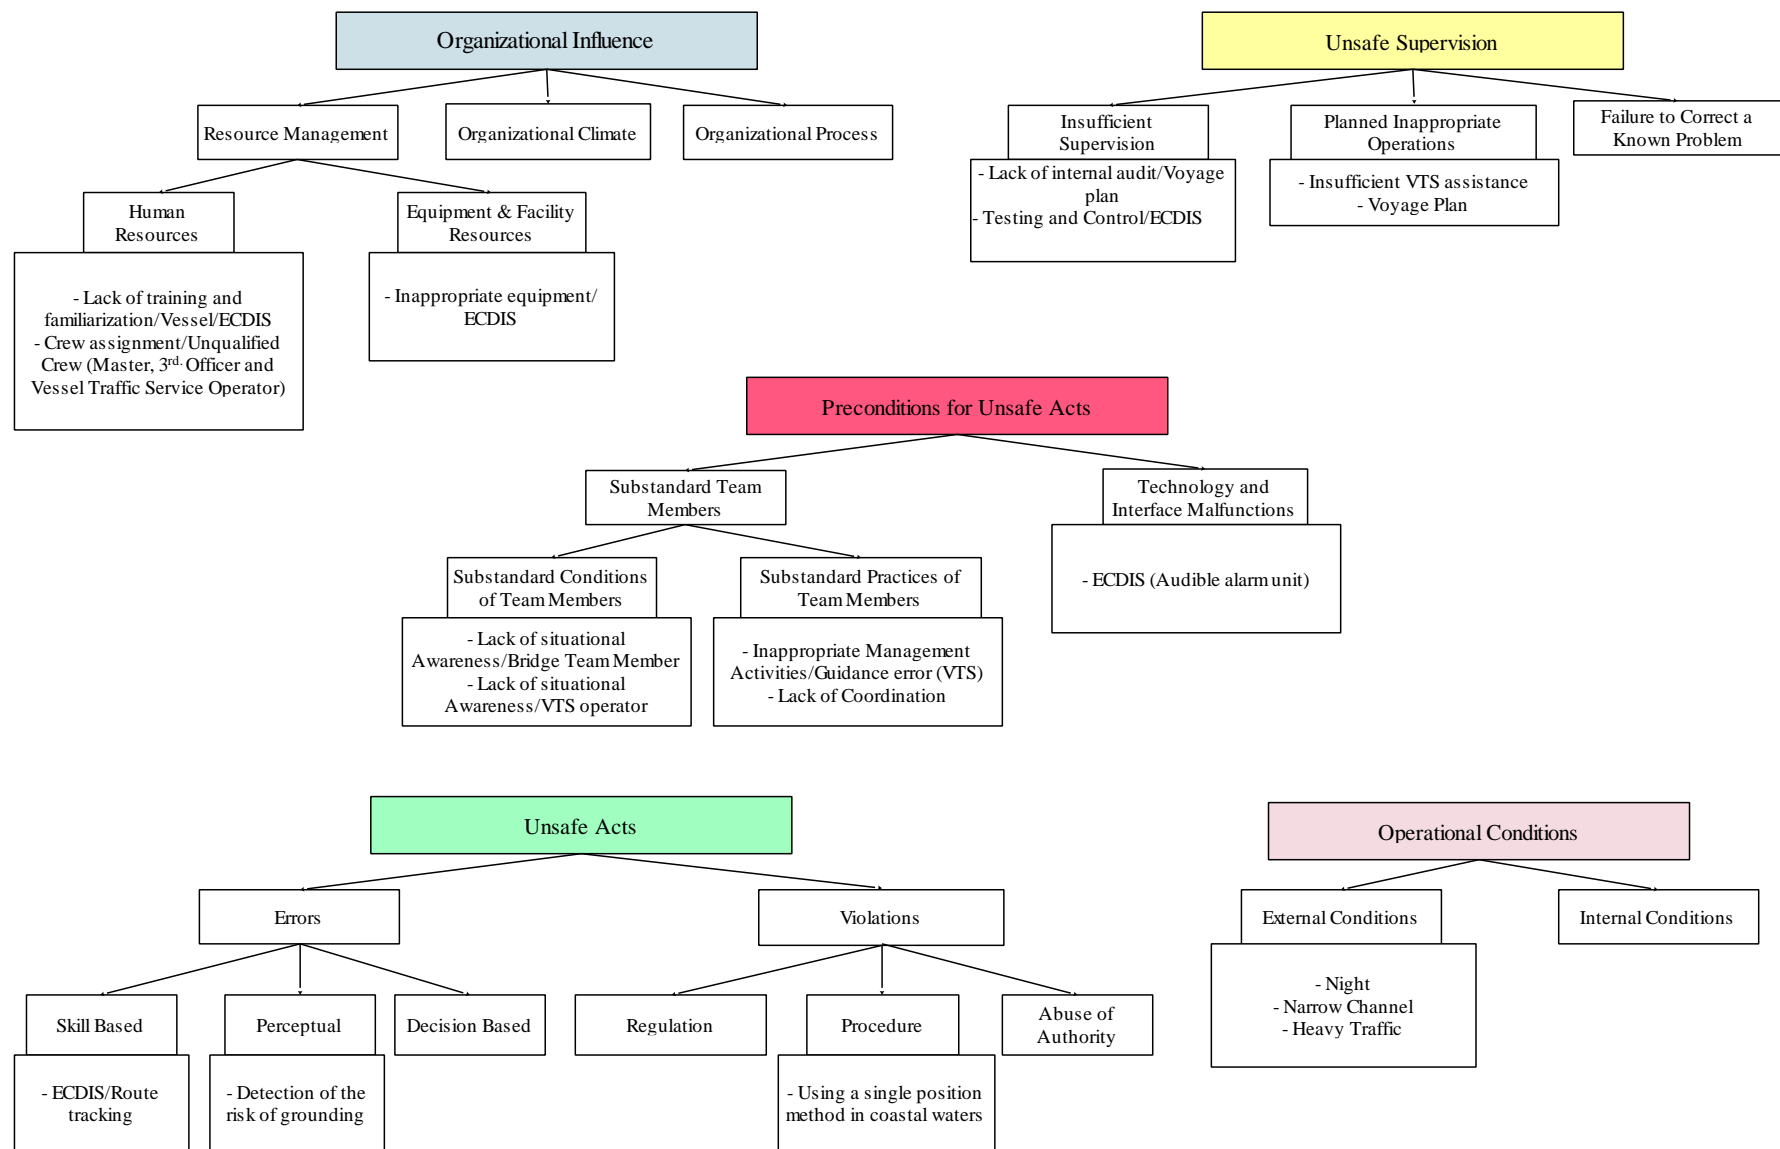 Organizational Influence
Resource Management
Organizational Climate
Organizational Process
Human
Resources
- Lack of training and
familiarization/Vessel/ECDIS
- Crew assignment/Unqualified
Crew (Master, 3rd. Officer and
Vessel Traffic Service Operator)
Equipment & Facility
Resources
- Inappropriate equipment/
ECDIS
Unsafe Supervision
Insufficient
Supervision
- Lack of internal audit/Voyage
plan
- Testing and Control/ECDIS
Planned Inappropriate
Operations
- Insufficient VTS assistance
- Voyage Plan
Failure to Correct a
Known Problem
Preconditions for Unsafe Acts
Substandard Team
Members
Technology and
Interface Malfunctions
- ECDIS (Audible alarm unit)
Substandard Conditions
of Team Members
- Lack of situational
Awareness/Bridge Team Member
- Lack of situational
Awareness/VTS operator
Substandard Practices of
Team Members
- Inappropriate Management
Activities/Guidance error (VTS)
- Lack of Coordination
Unsafe Acts
Errors
Violations
Skill Based
- ECDIS/Route
tracking
Perceptual
- Detection of the
risk of grounding
Decision Based
Regulation
Procedure
- Using a single position
method in coastal waters
Abuse of
Authority
Operational Conditions
External Conditions
- Night
- Narrow Channel
- Heavy Traffic
Internal Conditions